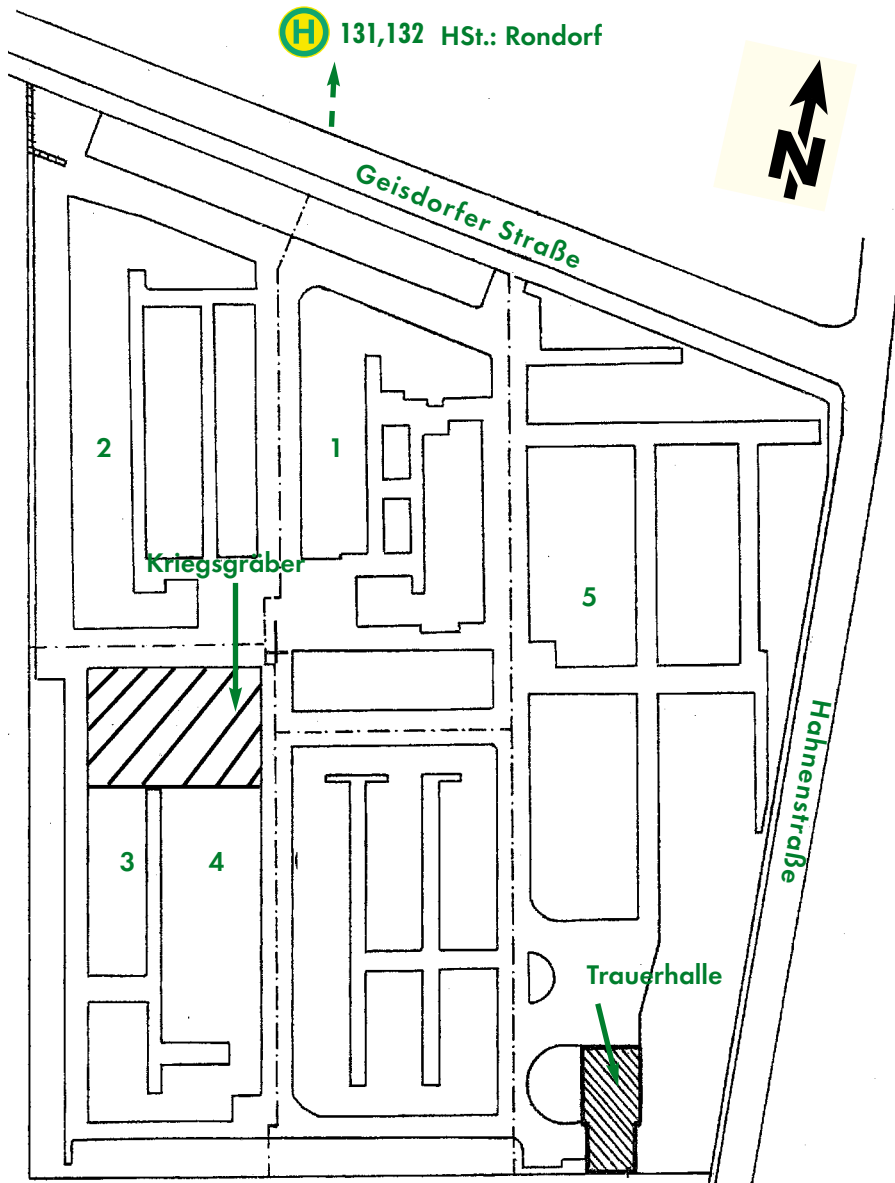 H 131,132 HSt.: Rondorf
N
Geisdorfer Straße
2
1
Kriegsgräber
5
Hahnenstraße
3
4
Trauerhalle